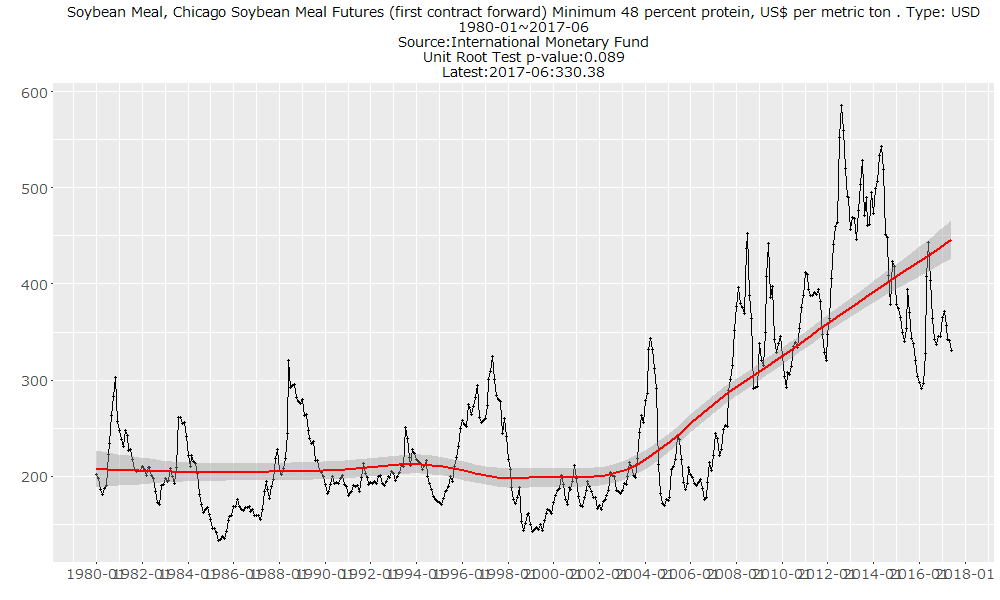 Soybean Meal, Chicago Soybean Meal Futures (first contract forward) Minimum 48 percent protein, US$ per metric ton . Type: USD
1980-01~2017-06
Source:International Monetary Fund
Unit Root Test p-value:0.089
Latest:2017-06:330.38
600
500
400
300
200
1980-01 1982-01 1984-01 1986-01 1988-01 1990-01 1992-01 1994-01 1996-01 1998-01 2000-01 2002-01 2004-01 2006-01 2008-01 2010-01 2012-01 2014-01 2016-01 2018-01